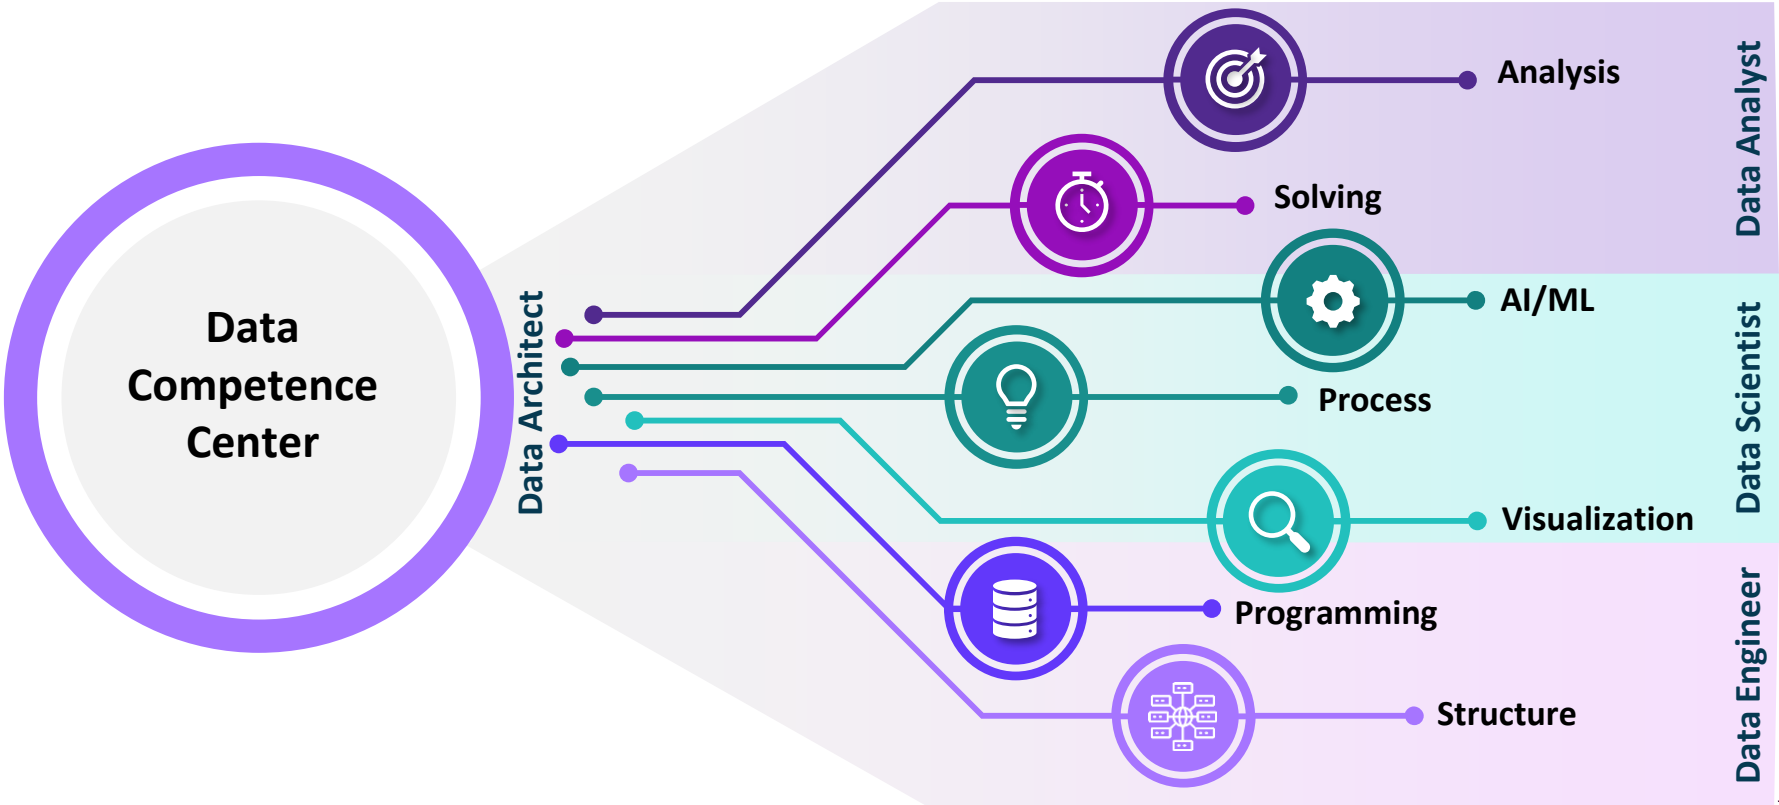 Data
Competence
Center
Data Architect
Analysis
Solving
Data Analyst
AI/ML
Process
Visualization
Data Scientist
Programming
Structure
Data Engineer